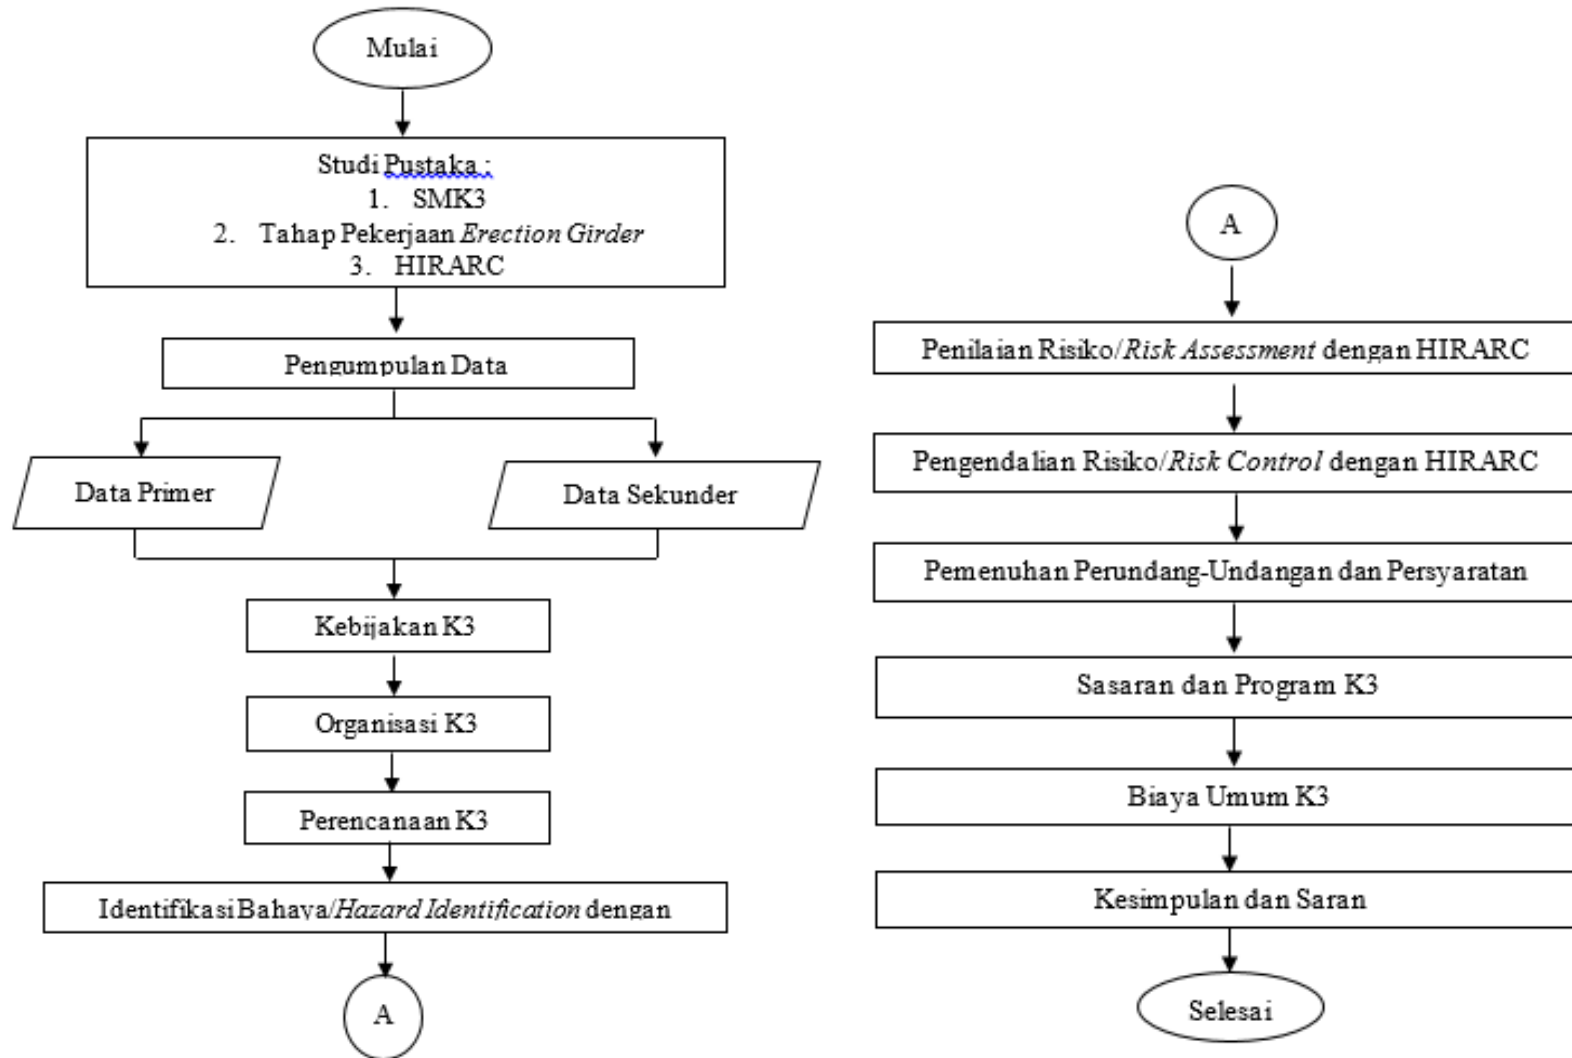 Mulai
Studi Pustaka :
1. SMK3
2. Tahap Pekerjaan Erection Girder
3. HIRARC
Pengumpulan Data
Data Primer
Data Sekunder
Kebijakan K3
Organisasi K3
Perencanaan K3
Identifikasi Bahaya/Hazard Identification dengan
A
A
Penilaian Risiko/Risk Assessment dengan HIRARC
Pengendalian Risiko/Risk Control dengan HIRARC
Pemenuhan Perundang-Undangan dan Persyaratan
Sasaran dan Program K3
Biaya Umum K3
Kesimpulan dan Saran
Selesai